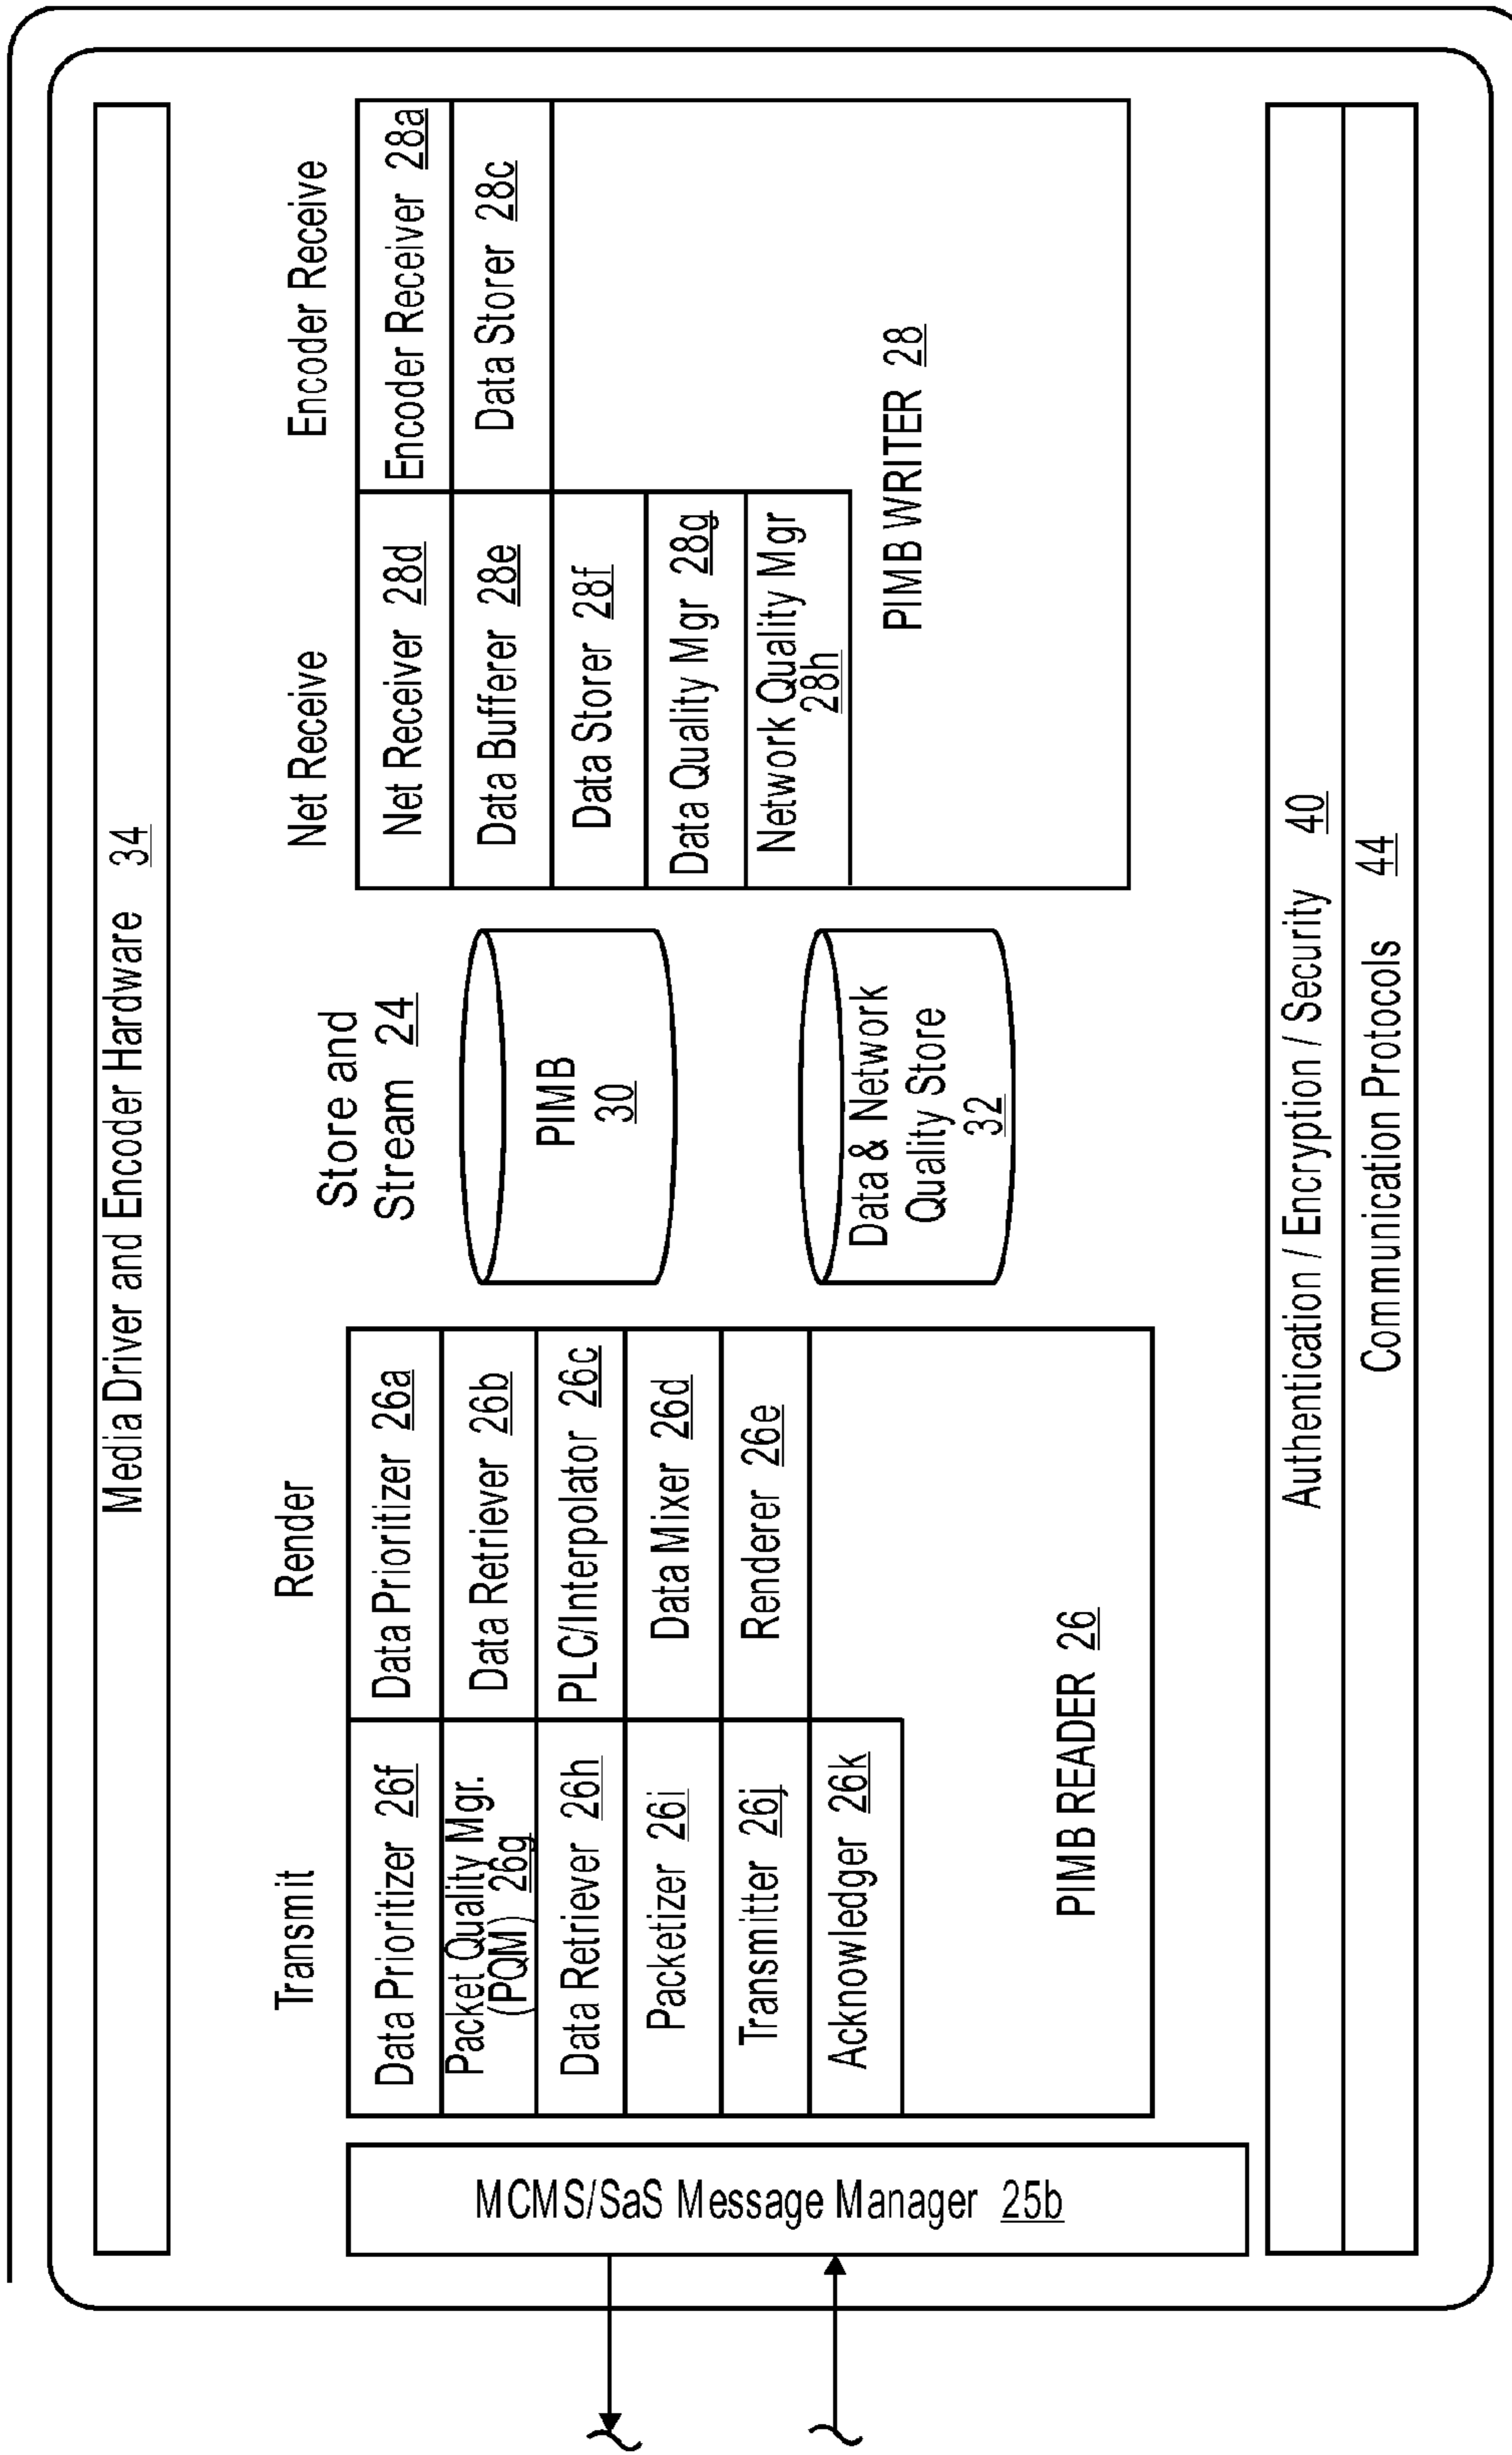 Media Driver and Encoder Hardware 34
MCMS/SaS Message Manager 25b
Transmit
Render
Data Prioritizer 26f
Packet Quality Mgr.
(PQM) 26g
Data Retriever 26h
Packetizer 26i
Transmitter 26j
Acknowledger 26k
Data Prioritizer 26a
Data Retriever 26b
PLC/Interpolator 26c
Data Mixer 26d
Renderer 26e
PIMB READER 26
Store and
Stream 24
PIMB
30
Data & Network
Quality Store
32
Net Receive
Encoder Receive
Net Receiver 28d
Data Bufferer 28e
Data Storer 28f
Data Quality Mgr 28g
Network Quality Mgr
28h
Encoder Receiver 28a
Data Storer 28c
PIMB WRITER 28
Authentication / Encryption / Security 40
Communication Protocols 44